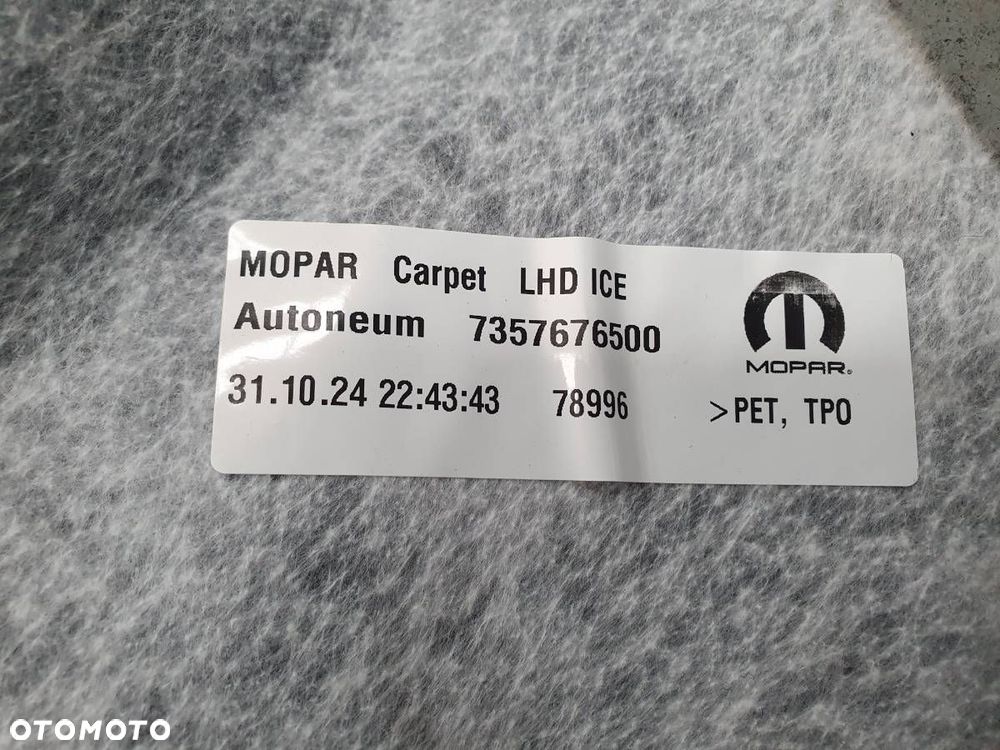 MOPAR Carpet LHD ICE
Autoneum 7357676500
31.10.24 22:43:43 78996 >PET, TPO
MOPAR®
OTOMOTO